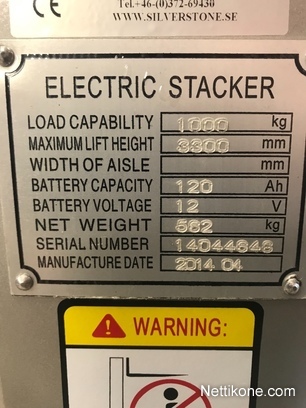 Tel.+46-(0)372-69430
WWW.SILVERSTONE.SE
ELECTRIC STACKER
LOAD CAPABILITY 1000 kg
MAXIMUM LIFT HEIGHT 3300 mm
WIDTH OF AISLE mm
BATTERY CAPACITY 120 Ah
BATTERY VOLTAGE 12 V
NET WEIGHT 562 kg
SERIAL NUMBER 14044646
MANUFACTURE DATE 2014 04
WARNING:
Nettikone.com